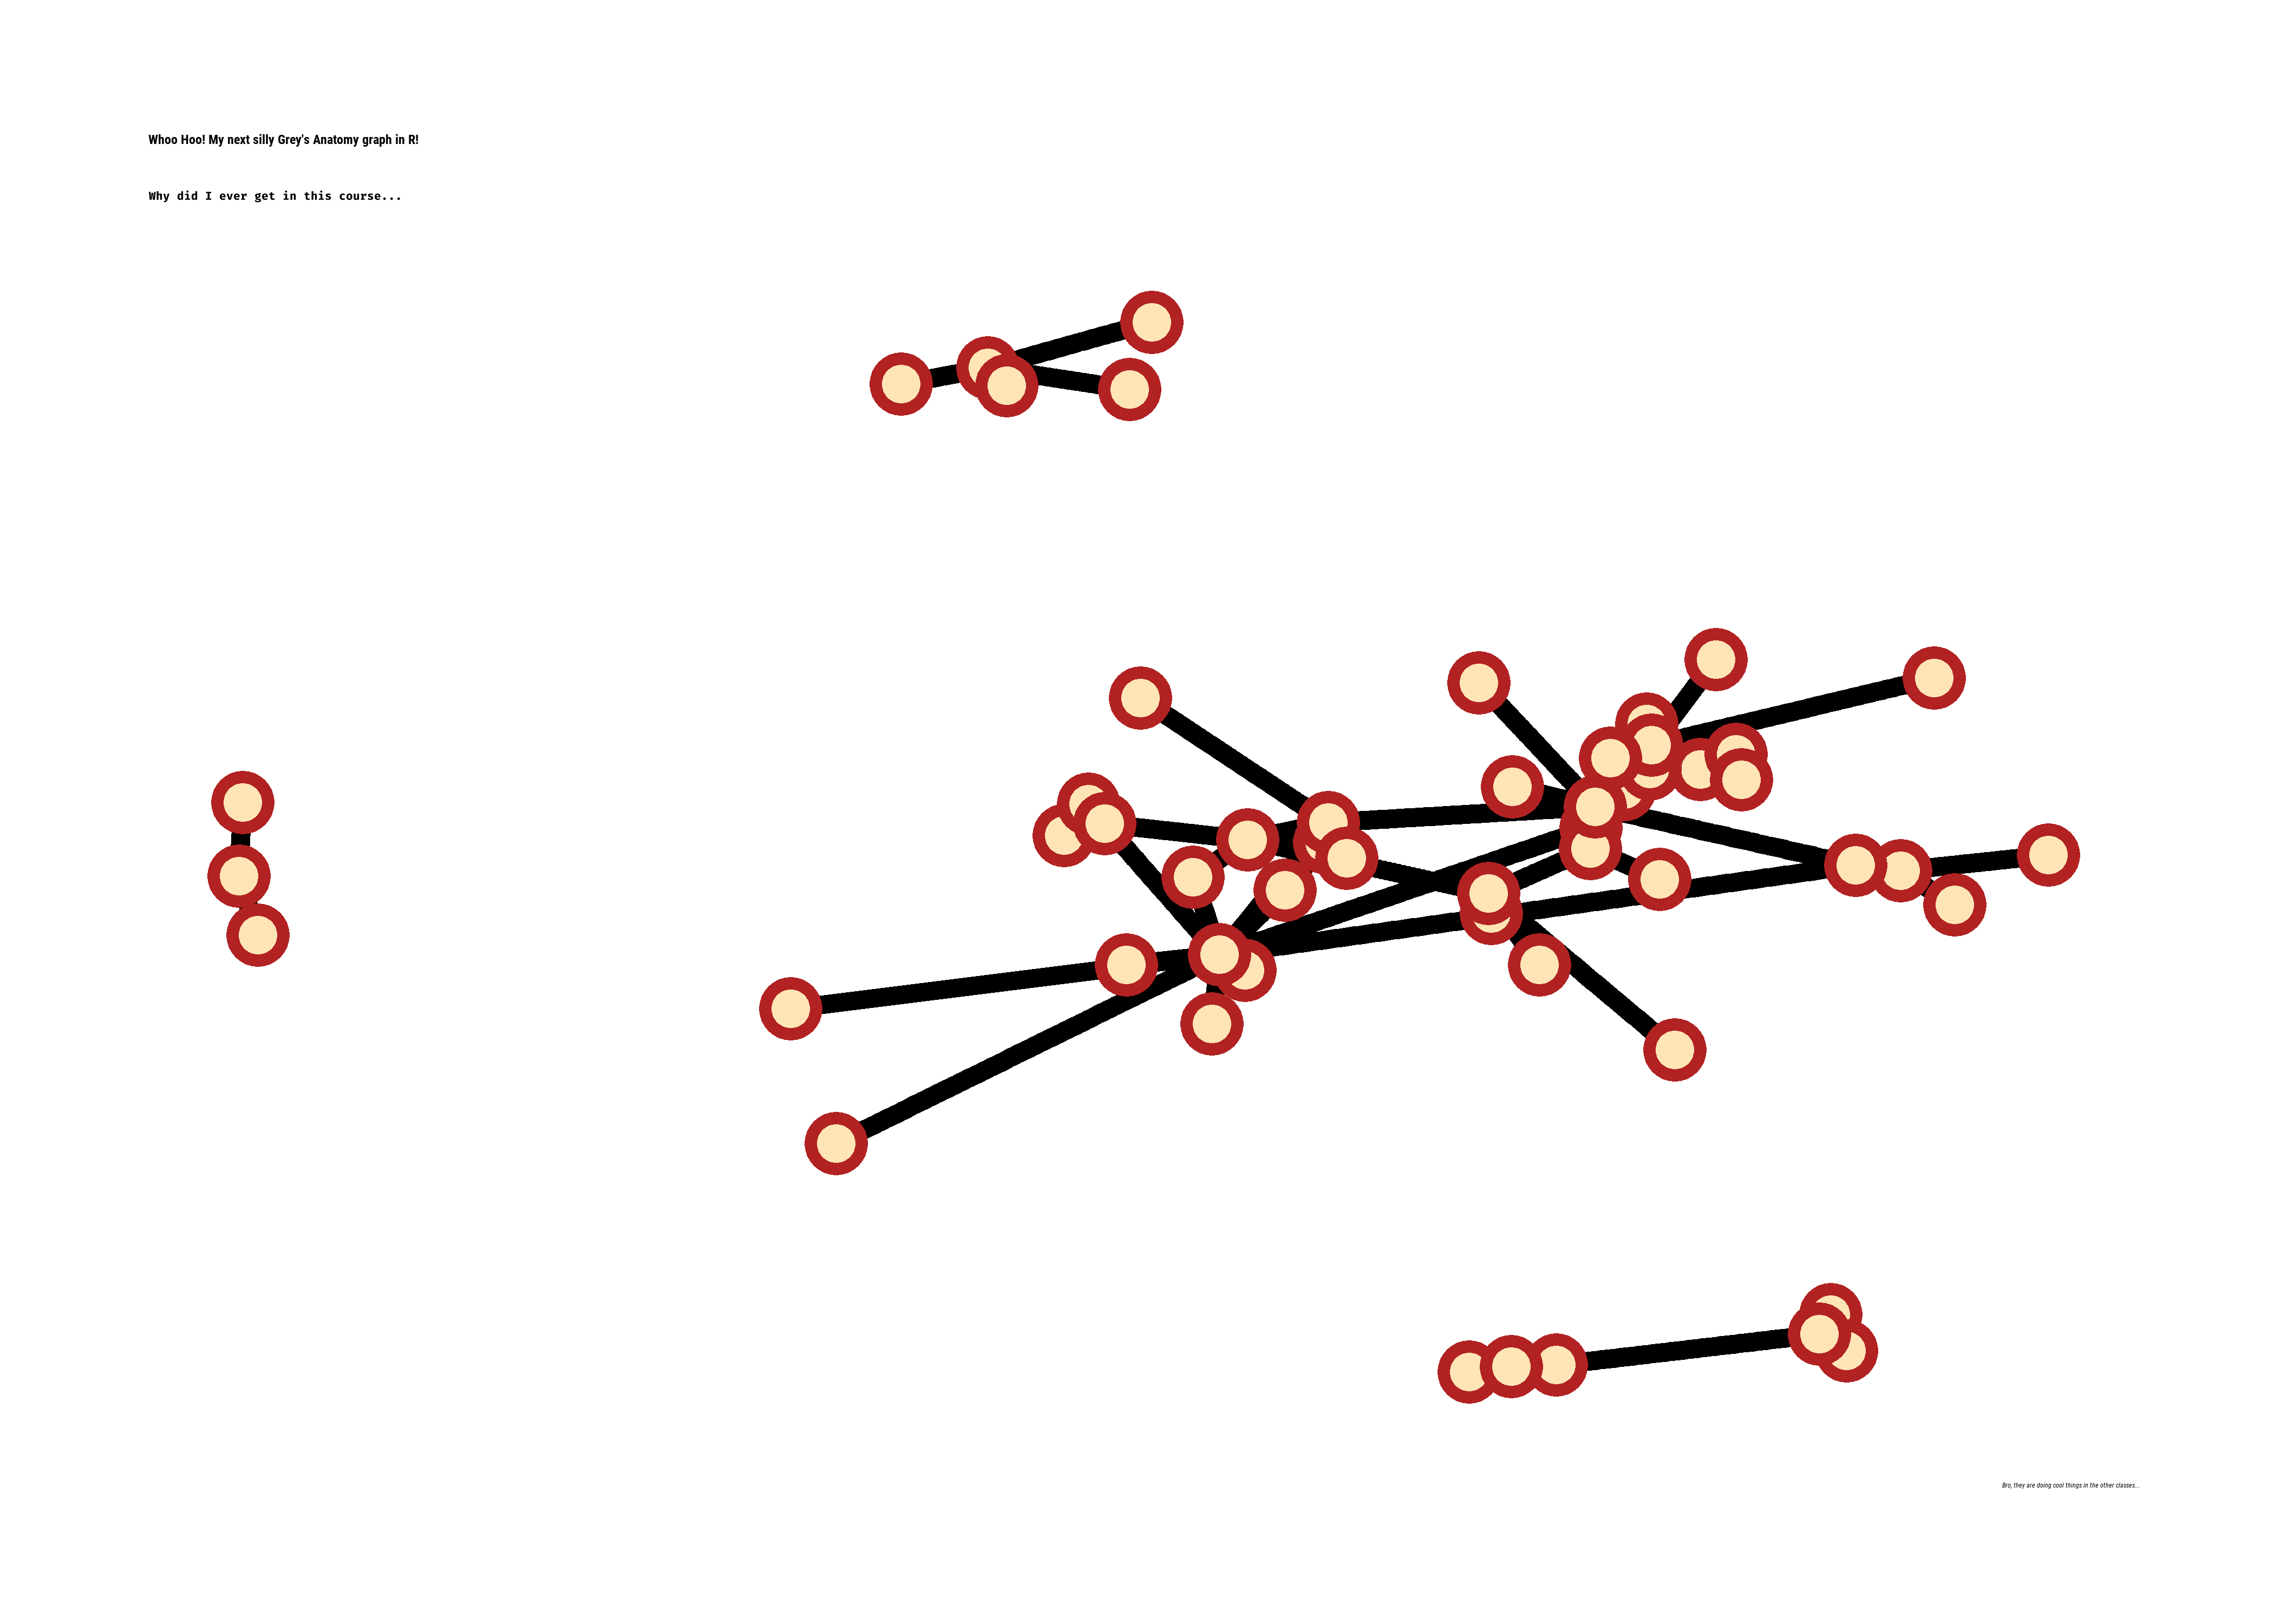 Whoo Hoo! My next silly Grey's Anatomy graph in R!
Why did I ever get in this course...
Bro, they are doing cool things in the other classes...